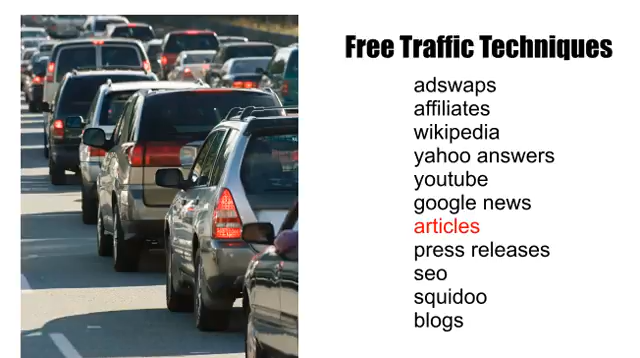 Free Traffic Techniques
adswaps
affiliates
wikipedia
yahoo answers
youtube
google news
articles
press releases
seo
squidoo
blogs